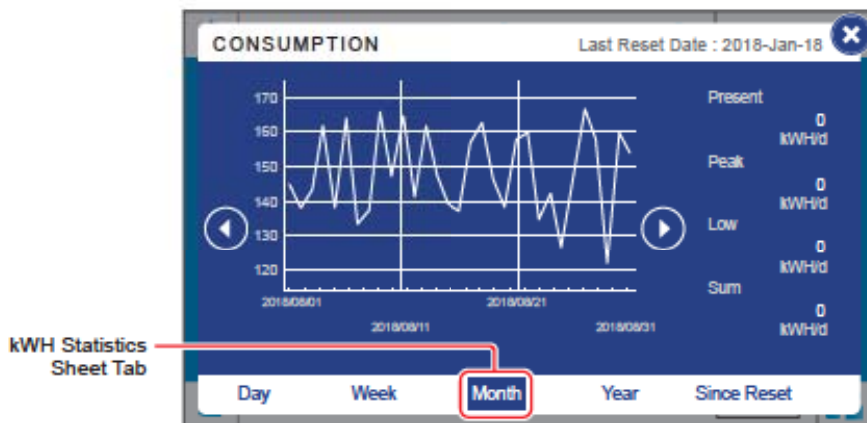 CONSUMPTION
Last Reset Date : 2018-Jan-18
170
160
150
140
130
120
2018/08/01
2018/08/11
2018/08/21
2018/08/31
Present
0
kWH/d
Peak
0
kWH/d
Low
0
kWH/d
Sum
0
kWH/d
kWH Statistics
Sheet Tab
Day
Week
Month
Year
Since Reset